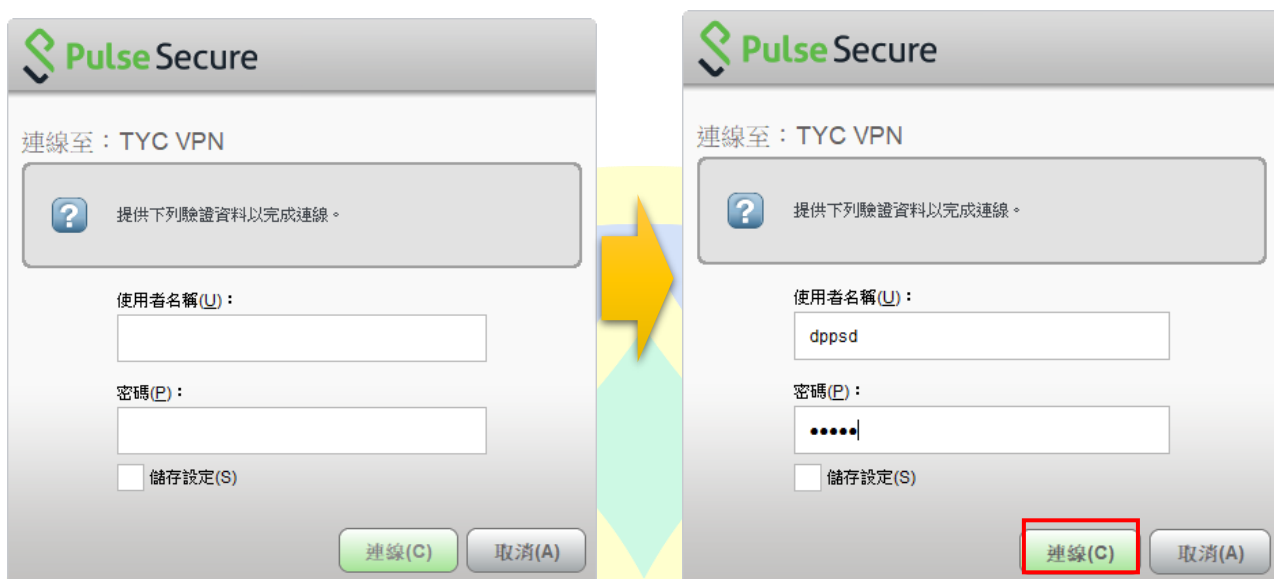 Pulse Secure
連線至：TYC VPN
提供下列驗證資料以完成連線。
使用者名稱(U)：
密碼(P)：
儲存設定(S)
連線(C)
取消(A)
Pulse Secure
連線至：TYC VPN
提供下列驗證資料以完成連線。
使用者名稱(U)：
dppsd
密碼(P)：
•••••
儲存設定(S)
連線(C)
取消(A)